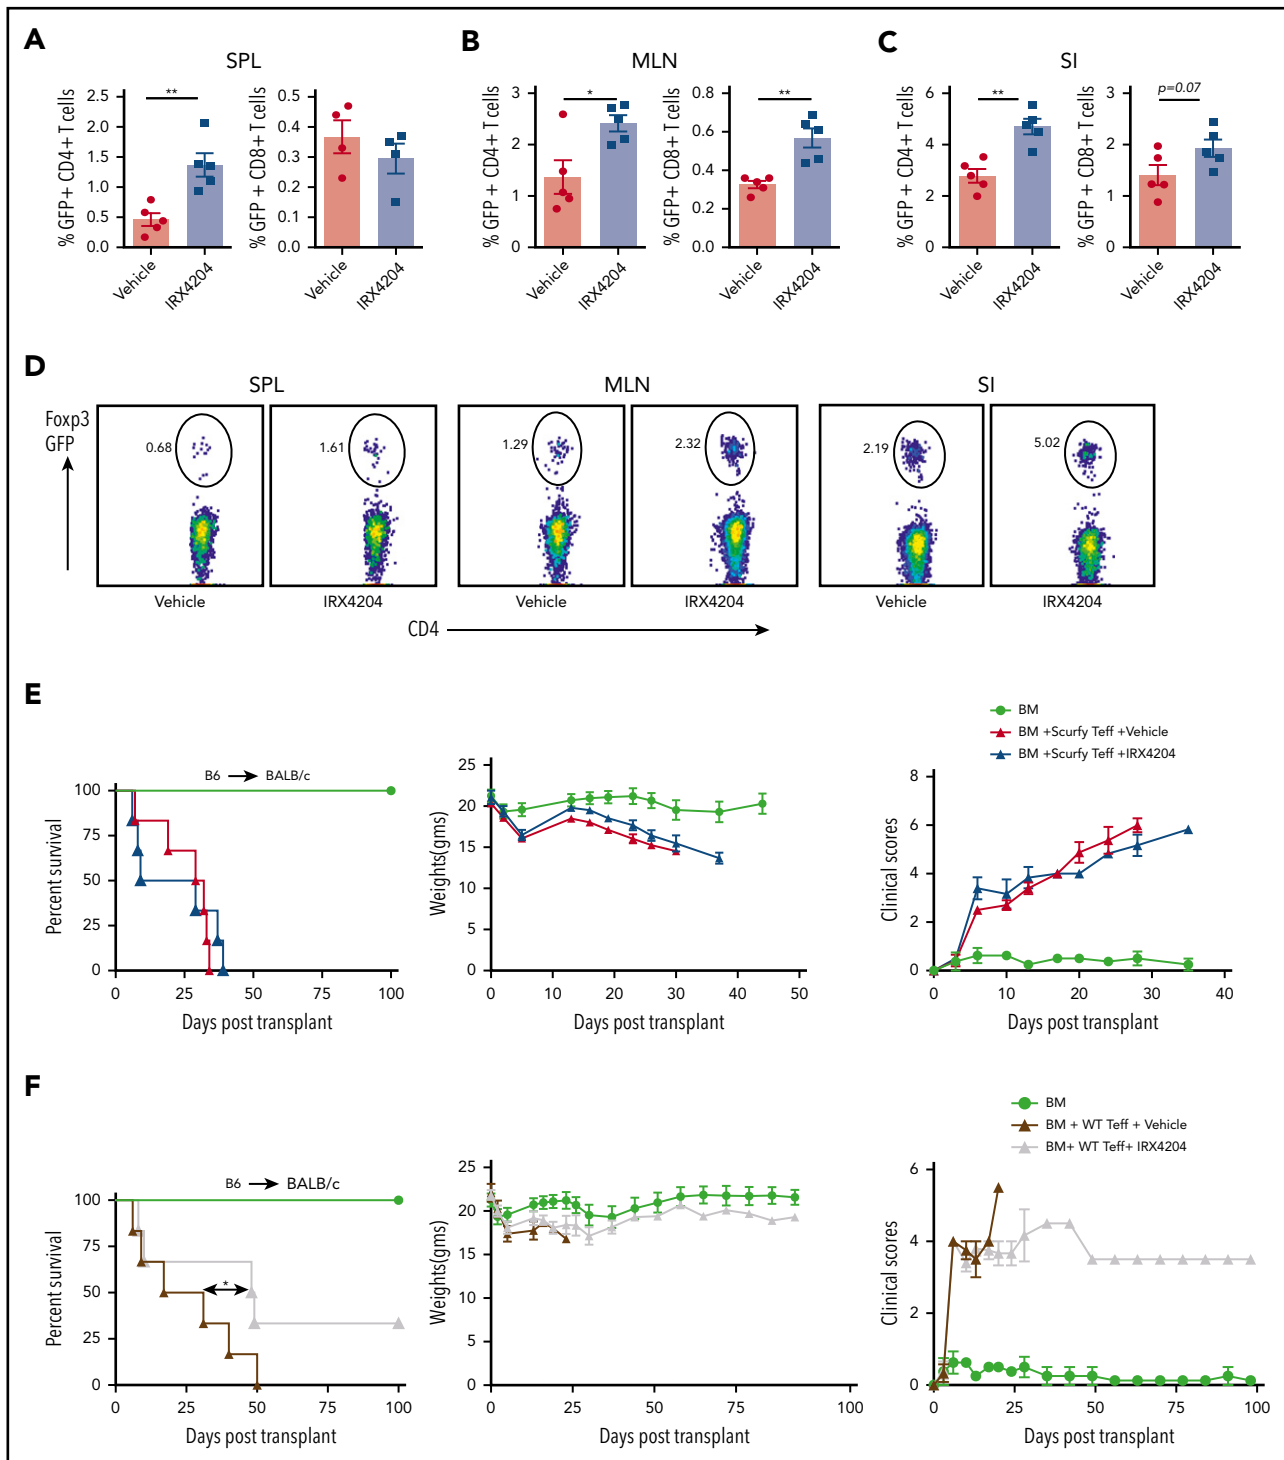 A
SPL
% GFP + CD4+ T cells
2.5
2.0
1.5
1.0
0.5
0.0
**
Vehicle
IRX4204
% GFP + CD8+ T cells
0.5
0.4
0.3
0.2
0.1
0.0
Vehicle
IRX4204
B
MLN
% GFP + CD4+ T cells
3
2
1
0
*
Vehicle
IRX4204
% GFP+ CD8+ T cells
0.8
0.6
0.4
0.2
0.0
**
Vehicle
IRX4204
C
SI
% GFP + CD4+ T cells
6
4
2
0
**
Vehicle
IRX4204
% GFP + CD8+ T cells
3
2
1
0
p=0.07
Vehicle
IRX4204
D
SPL
MLN
SI
Foxp3
GFP
0.68
1.61
1.29
2.32
2.19
5.02
Vehicle
IRX4204
Vehicle
IRX4204
Vehicle
IRX4204
CD4
E
BM
BM +Scurfy Teff +Vehicle
BM +Scurfy Teff +IRX4204
B6 BALB/c
Percent survival
100
75
50
25
0
0 25 50 75 100
Days post transplant
Weights(gms)
25
20
15
10
5
0
0 10 20 30 40 50
Days post transplant
Clinical scores
8
6
4
2
0
0 10 20 30 40
Days post transplant
F
BM
BM + WT Teff + Vehicle
BM+ WT Teff+ IRX4204
B6 BALB/c
Percent survival
100
75
50
25
0
*
0 25 50 75 100
Days post transplant
Weights(gms)
25
20
15
10
5
0
0 25 50 75 100
Days post transplant
Clinical scores
6
4
2
0
0 25 50 75 100
Days post transplant